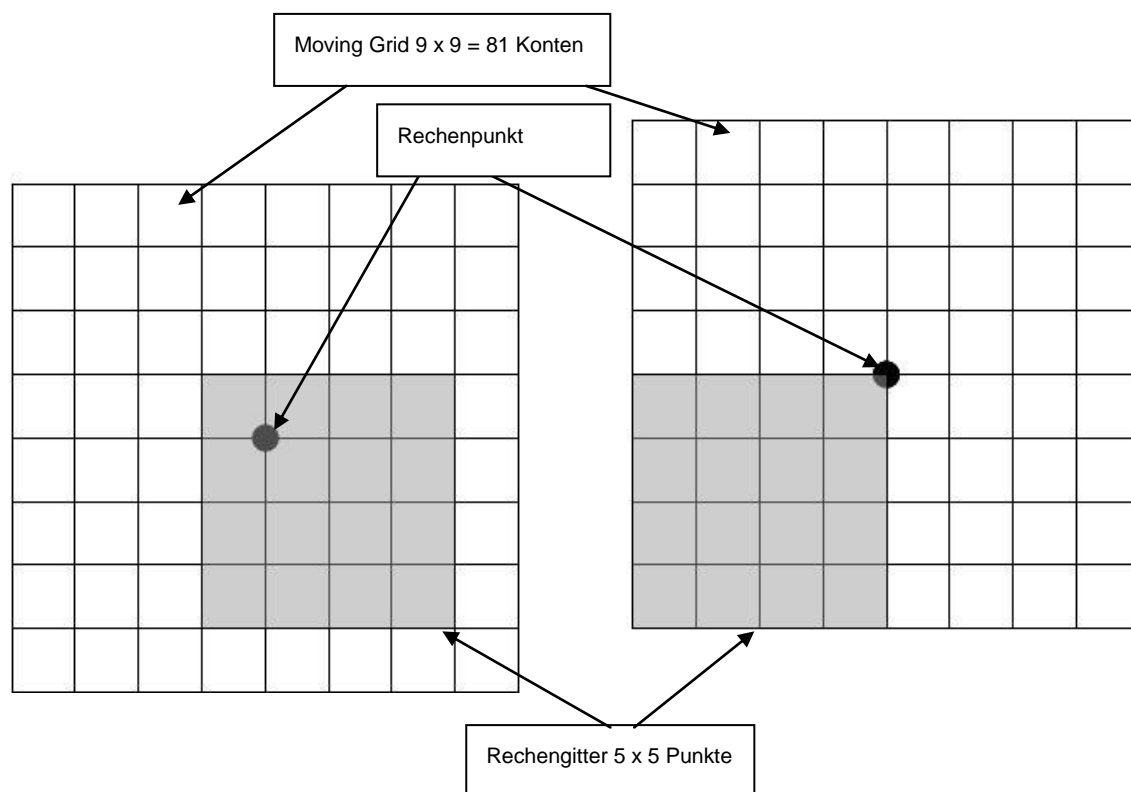 Moving Grid 9 x 9 = 81 Konten
Rechenpunkt
Rechengitter 5 x 5 Punkte